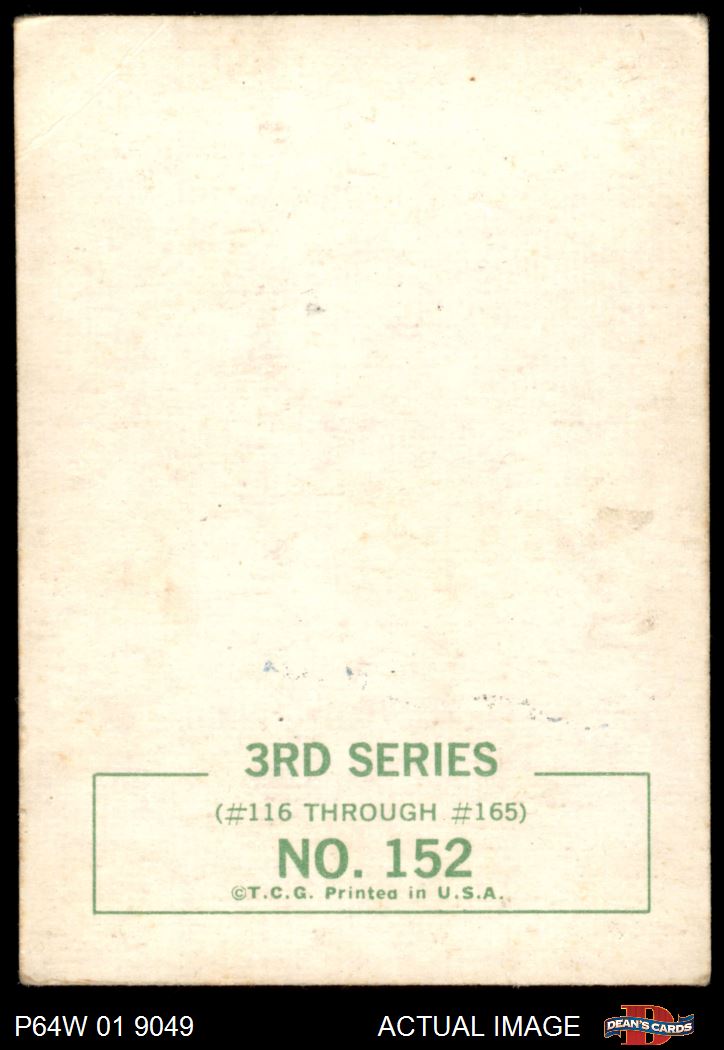 3RD SERIES
(#116 THROUGH #165)
NO. 152
©T.C.G. Printed in U.S.A.
P64W 01 9049
ACTUAL IMAGE
DEAN'S CARDS